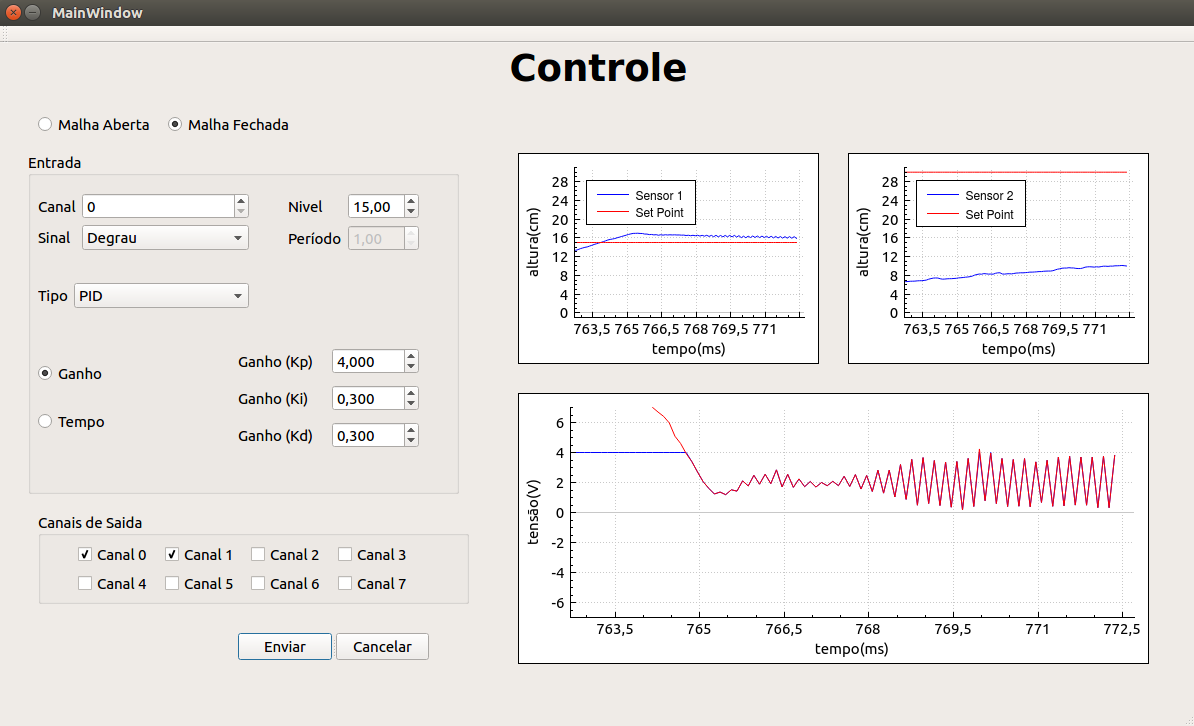 MainWindow
Controle
Malha Aberta Malha Fechada
Entrada
Canal 0 Nivel 15,00
Sinal Degrau Período 1,00
Tipo PID
Ganho
Tempo
Ganho (Kp) 4,000
Ganho (Ki) 0,300
Ganho (Kd) 0,300
Canais de Saida
Canal 0 Canal 1 Canal 2 Canal 3
Canal 4 Canal 5 Canal 6 Canal 7
Enviar Cancelar
altura(cm)
28
24
20
16
12
8
4
0
Sensor 1
Set Point
763,5 765 766,5 768 769,5 771
tempo(ms)
altura(cm)
28
24
20
16
12
8
4
0
Sensor 2
Set Point
763,5 765 766,5 768 769,5 771
tempo(ms)
tensão(V)
6
4
2
0
-2
-4
-6
763,5 765 766,5 768 769,5 771 772,5
tempo(ms)